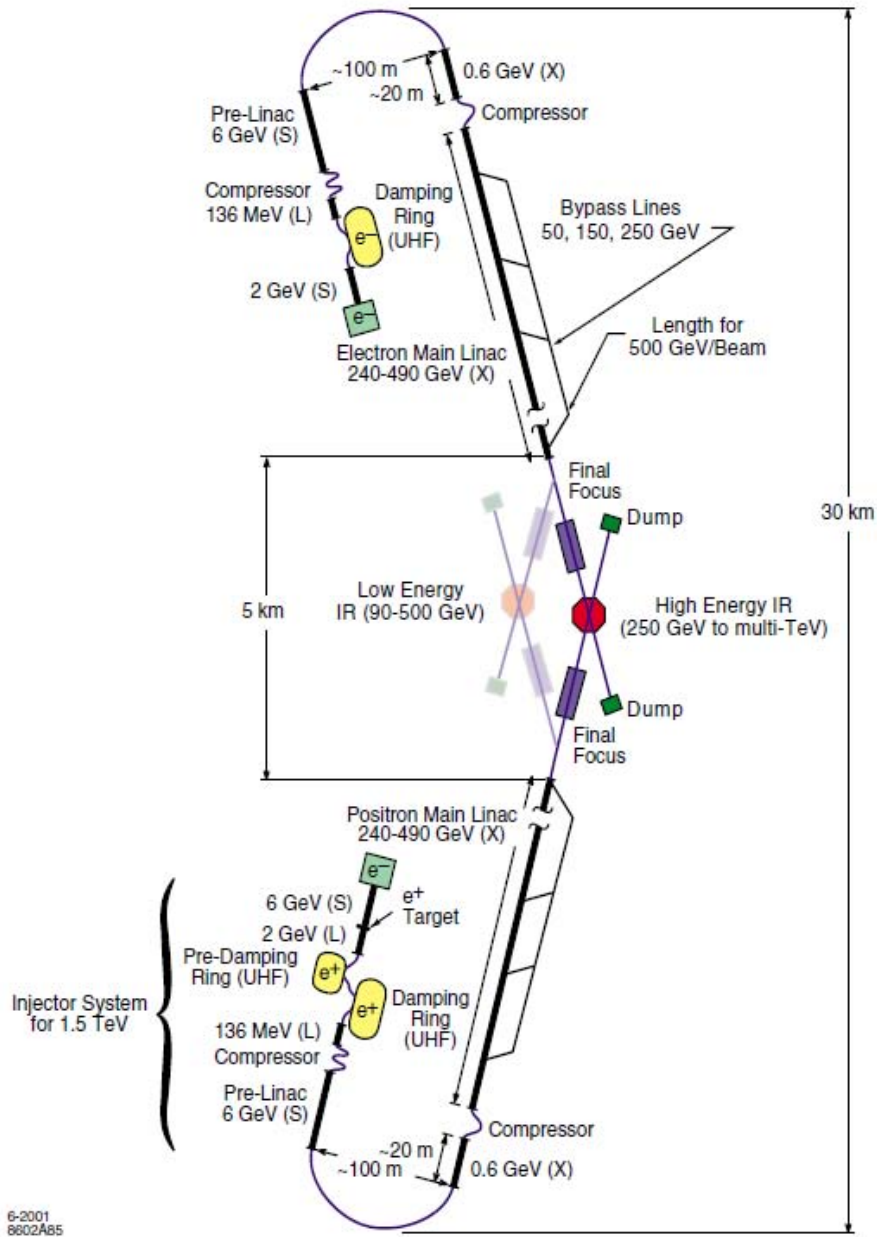 ~100 m
~20 m
0.6 GeV (X)
Compressor
Pre-Linac
6 GeV (S)
Compressor
136 MeV (L)
Damping
Ring
(UHF)
e–
2 GeV (S)
e–
Bypass Lines
50, 150, 250 GeV
Length for
500 GeV/Beam
Electron Main Linac
240-490 GeV (X)
Final
Focus
Dump
30 km
5 km
Low Energy
IR (90-500 GeV)
High Energy IR
(250 GeV to multi-TeV)
Dump
Final
Focus
Positron Main Linac
240-490 GeV (X)
e–
6 GeV (S)
e+
Target
2 GeV (L)
Pre-Damping
Ring (UHF)
e+
e+
Damping
Ring
(UHF)
Injector System
for 1.5 TeV
136 MeV (L)
Compressor
Pre-Linac
6 GeV (S)
Compressor
~20 m
~100 m
0.6 GeV (X)
6-2001
8602A85